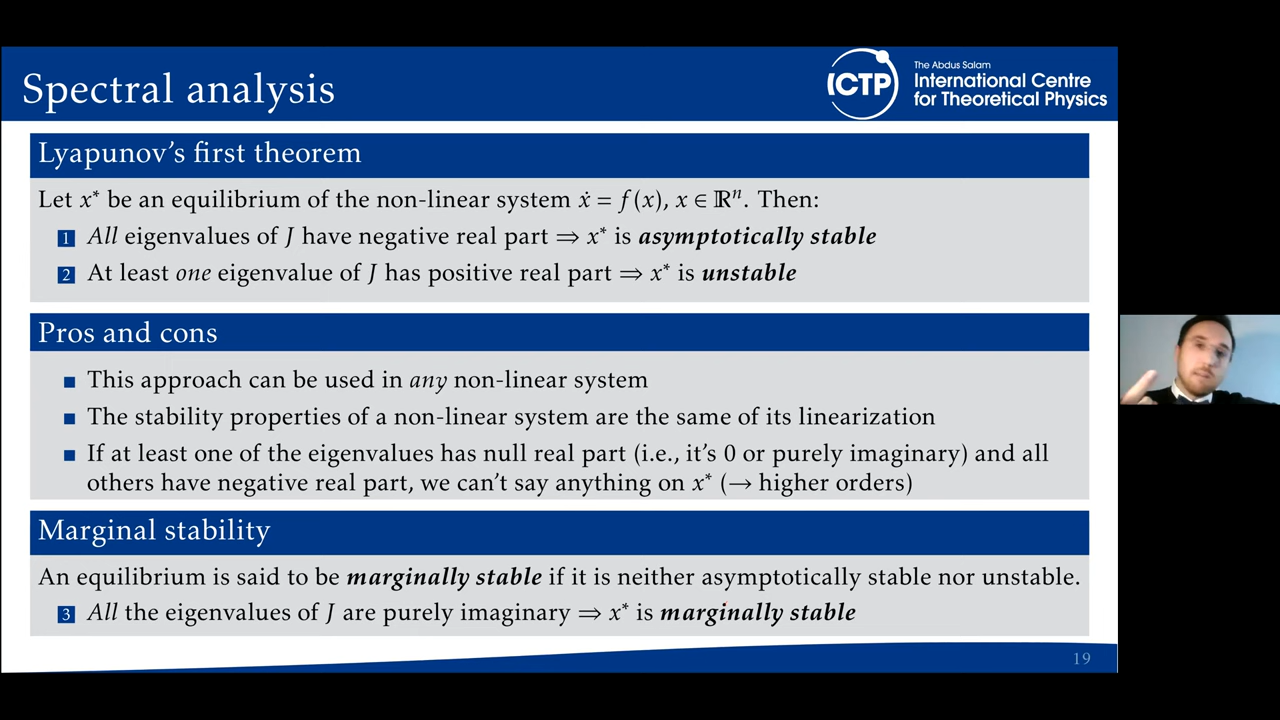 Spectral analysis
ICTP
The Abdus Salam
International Centre
for Theoretical Physics
Lyapunov's first theorem
Let x* be an equilibrium of the non-linear system ẋ = f(x), x ∈ ℝⁿ. Then:
1 All eigenvalues of J have negative real part ⇒ x* is asymptotically stable
2 At least one eigenvalue of J has positive real part ⇒ x* is unstable
Pros and cons
■ This approach can be used in any non-linear system
■ The stability properties of a non-linear system are the same of its linearization
■ If at least one of the eigenvalues has null real part (i.e., it's 0 or purely imaginary) and all
others have negative real part, we can't say anything on x* (→ higher orders)
Marginal stability
An equilibrium is said to be marginally stable if it is neither asymptotically stable nor unstable.
3 All the eigenvalues of J are purely imaginary ⇒ x* is marginally stable
19